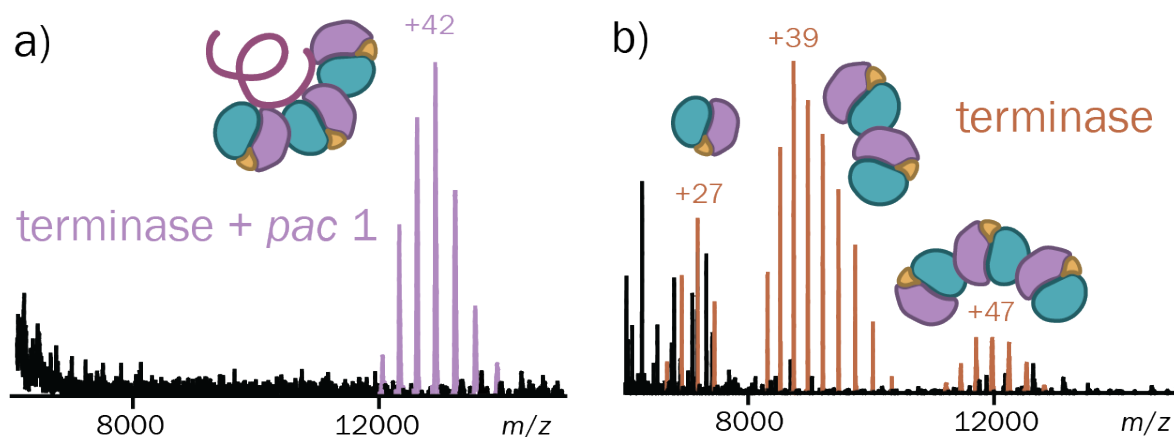 a)
+42
terminase + pac 1
8000
12000
m/z
b)
+39
terminase
+27
+47
8000
12000
m/z